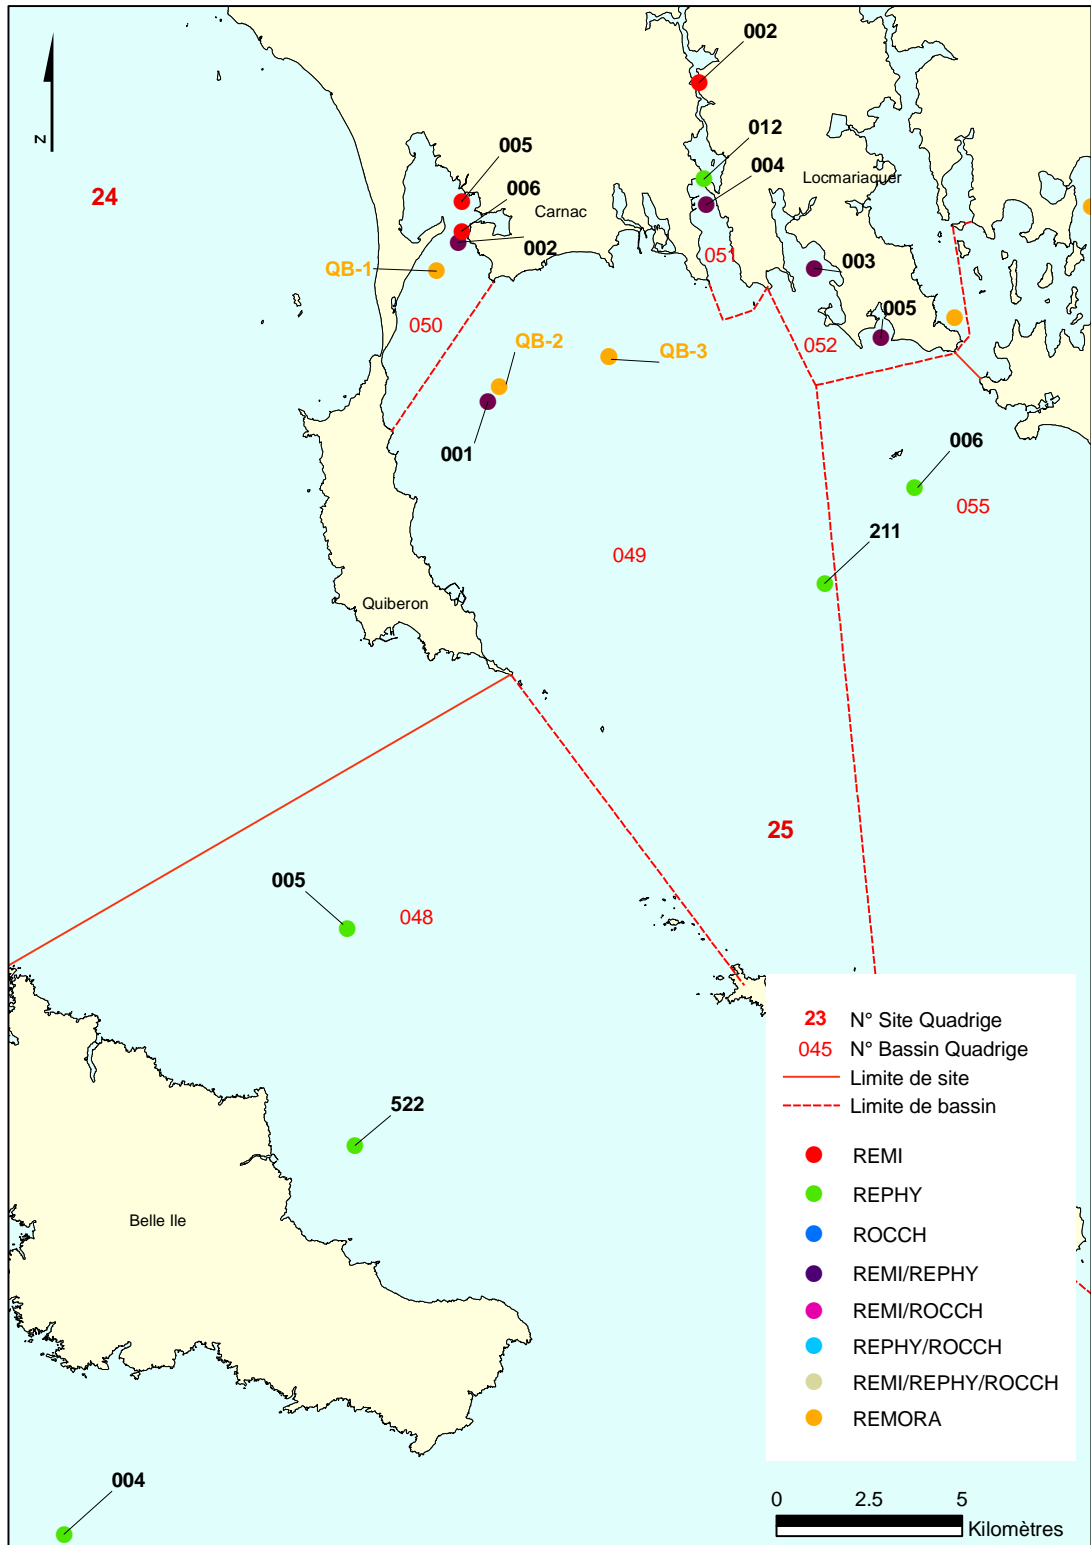 002
012
005
004
24
006
Locmariaquer
Carnac
002
051
003
QB-1
005
050
QB-2
052
QB-3
001
006
055
211
049
Quiberon
25
005
048
23 N° Site Quadrige
045 N° Bassin Quadrige
Limite de site
Limite de bassin
522
REMI
REPHY
Belle Ile
ROCCH
REMI/REPHY
REMI/ROCCH
REPHY/ROCCH
REMI/REPHY/ROCCH
REMORA
004
0 2.5 5
Kilomètres
N